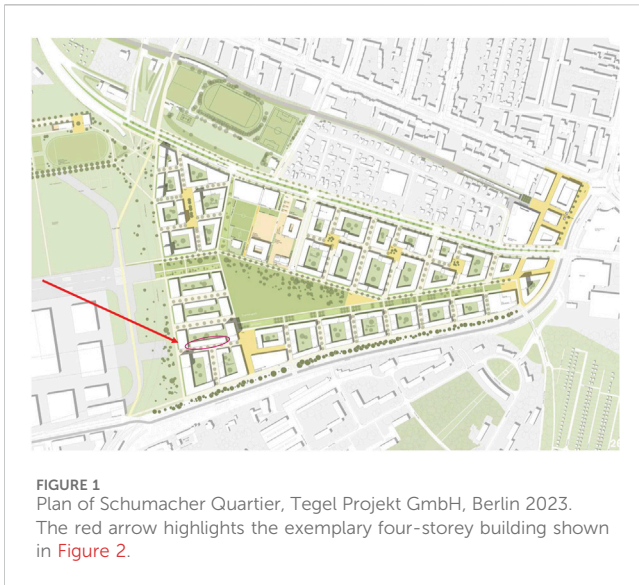 FIGURE 1
Plan of Schumacher Quartier, Tegel Projekt GmbH, Berlin 2023.
The red arrow highlights the exemplary four-storey building shown
in Figure 2.